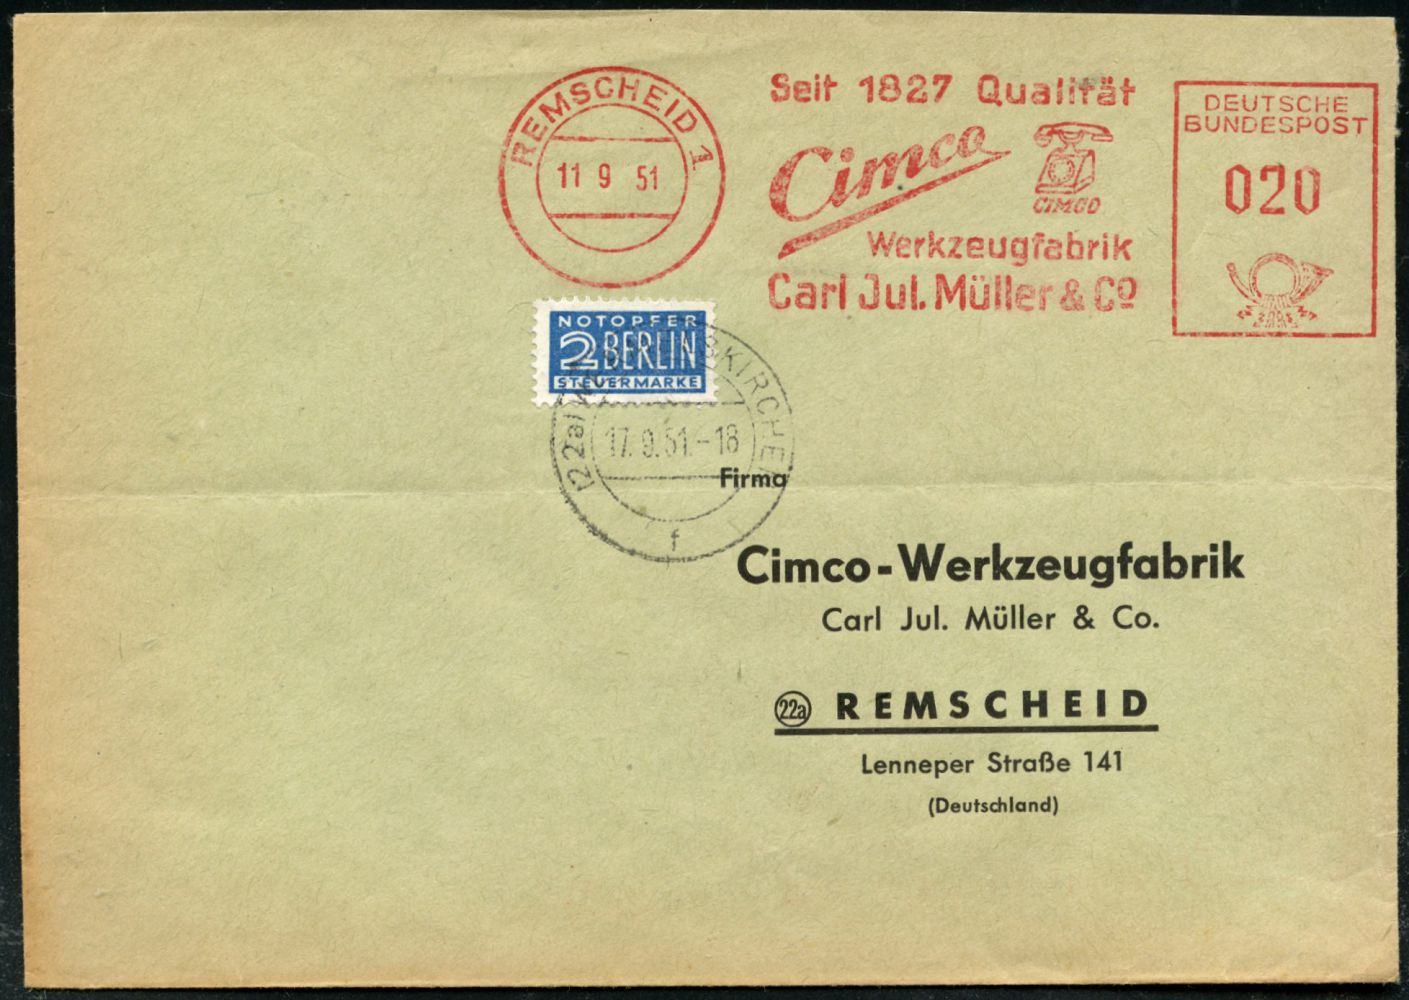 REMSCHEID 1
11 9 51
Seit 1827 Qualität
Cimco
CIMCO
Werkzeugfabrik
Carl Jul. Müller & Co
DEUTSCHE
BUNDESPOST
020
NOTOPFER
2 BERLIN
STEUERMARKE
(22a)
17.9.51.-18
f
Firma
Cimco-Werkzeugfabrik
Carl Jul. Müller & Co.
22a REMSCHEID
Lenneper Straße 141
(Deutschland)